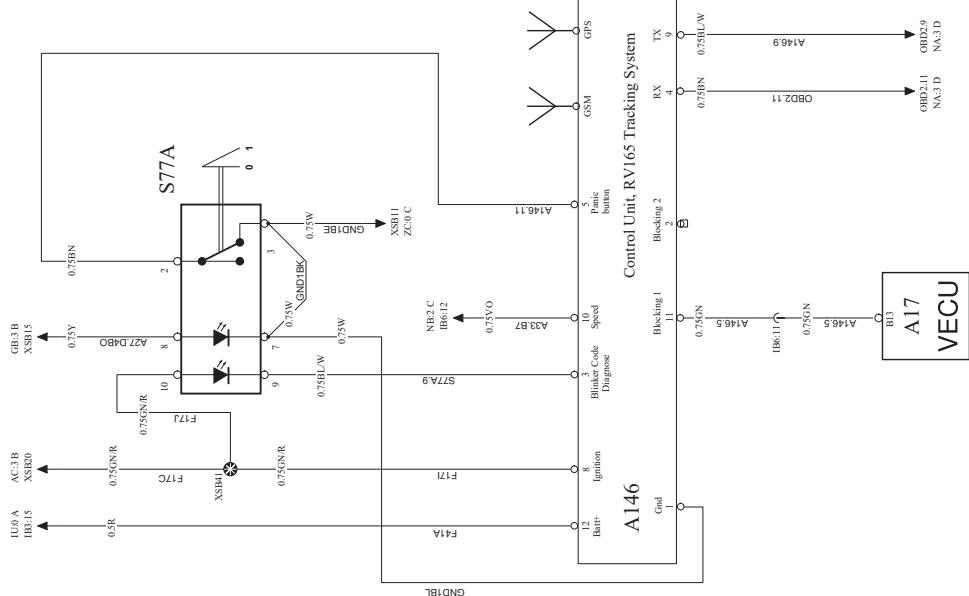 IU:0 A
IB3:15
0.5R
F41A
12
Batt+
AC:3 B
XSB20
0.75GN/R
F17C
XSB41
0.75GN/R
F17I
8
Ignition
0.75GN/R
F17J
10
9
0.75BL/W
S77A.9
3
Blinker Code
Diagnose
GB:3 B
XSB15
0.75Y
A27.D4BO
8
7
0.75W
0.75W
GND1BK
2
0.75BN
3
0.75W
GND1BE
XSB11
ZC:0 C
S77A
0 1
NB:2 C
IB6:12
0.75VO
A33.B7
10
Speed
A146.11
5
Panic
button
GSM
GPS
A146
Control Unit, RV165 Tracking System
Gnd
1
GND1BL
Blocking 1
11
0.75GN
A146.5
IB6:11
0.75GN
A146.5
B13
A17
VECU
Blocking 2
2
RX
4
0.75BN
OBD2.11
OBD2.11
NA:3 D
TX
9
0.75BL/W
A146.9
OBD2.9
NA:3 D